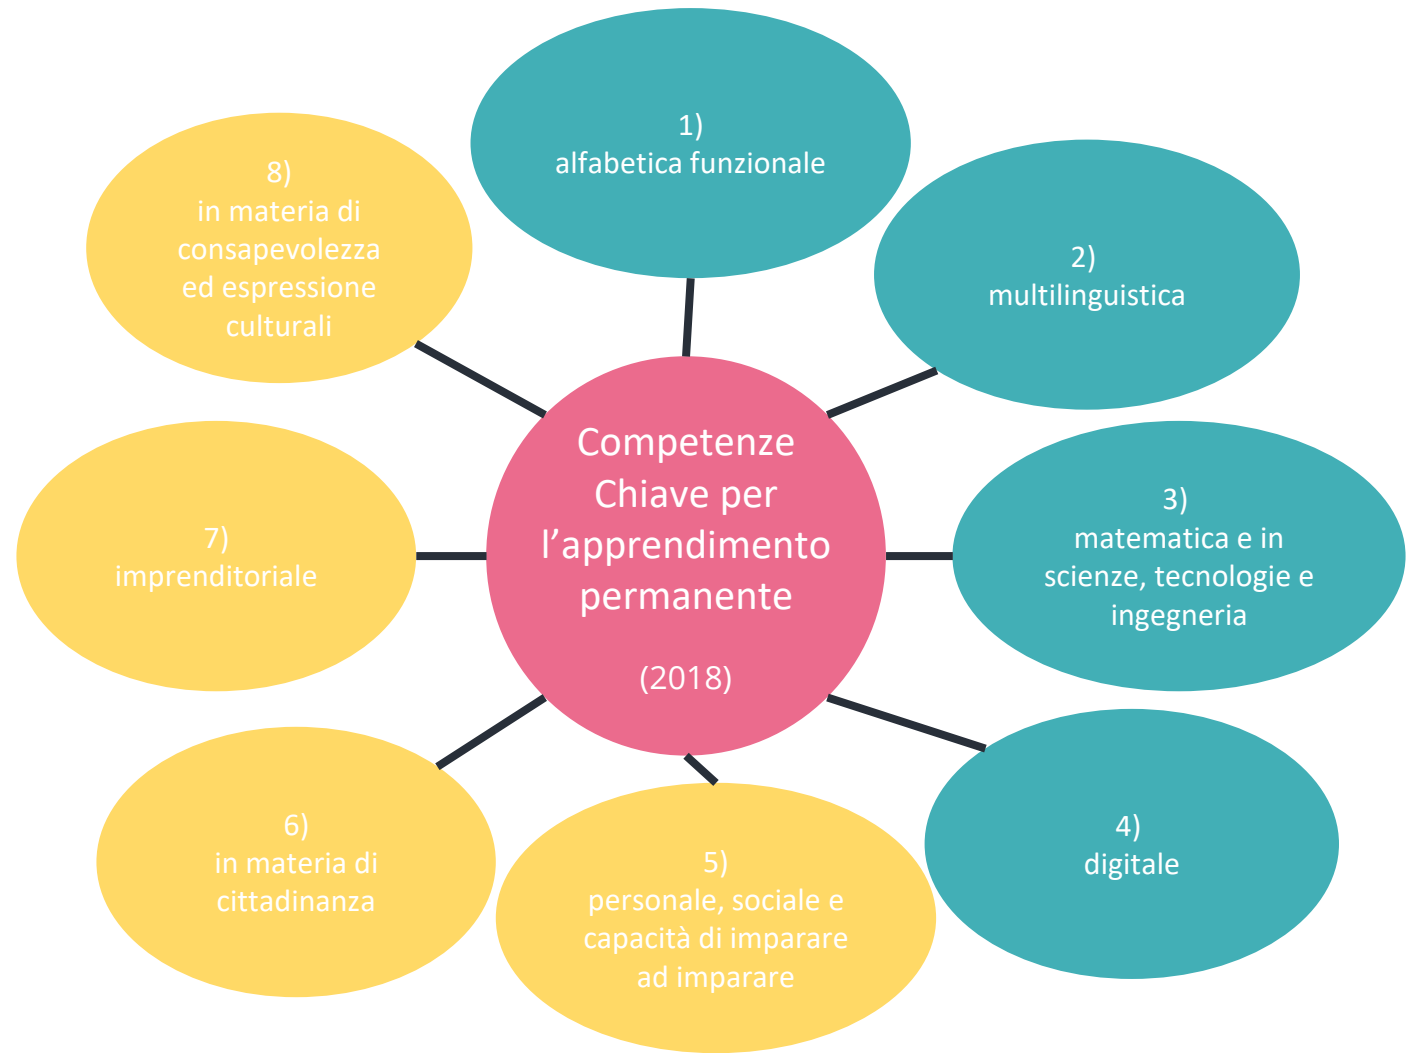 Competenze
Chiave per
l’apprendimento
permanente
(2018)
1)
alfabetica funzionale
2)
multilinguistica
3)
matematica e in
scienze, tecnologie e
ingegneria
4)
digitale
5)
personale, sociale e
capacità di imparare
ad imparare
6)
in materia di
cittadinanza
7)
imprenditoriale
8)
in materia di
consapevolezza
ed espressione
culturali